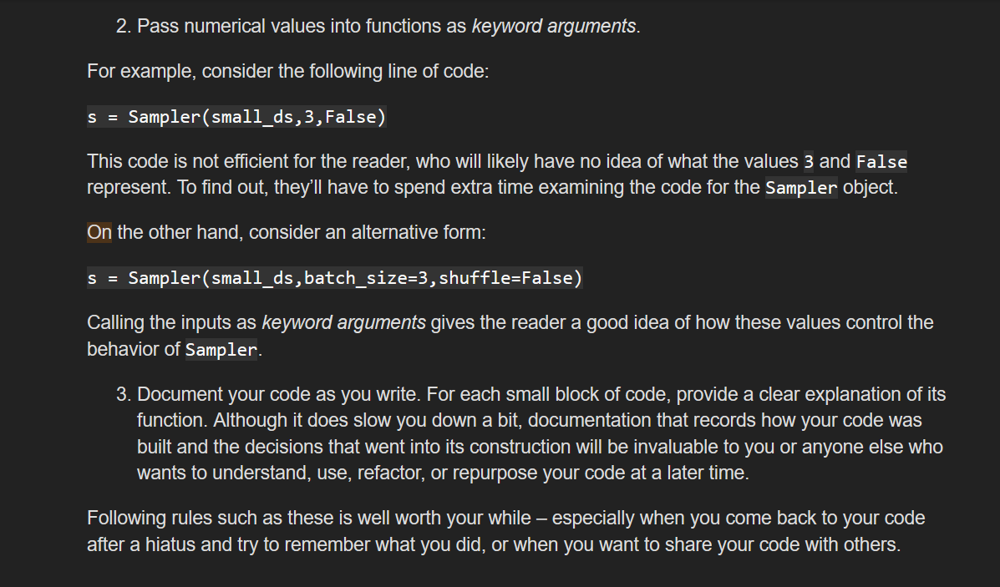 2. Pass numerical values into functions as keyword arguments.
For example, consider the following line of code:
s = Sampler(small_ds,3,False)
This code is not efficient for the reader, who will likely have no idea of what the values 3 and False
represent. To find out, they’ll have to spend extra time examining the code for the Sampler object.
On the other hand, consider an alternative form:
s = Sampler(small_ds,batch_size=3,shuffle=False)
Calling the inputs as keyword arguments gives the reader a good idea of how these values control the
behavior of Sampler.
3. Document your code as you write. For each small block of code, provide a clear explanation of its
function. Although it does slow you down a bit, documentation that records how your code was
built and the decisions that went into its construction will be invaluable to you or anyone else who
wants to understand, use, refactor, or repurpose your code at a later time.
Following rules such as these is well worth your while – especially when you come back to your code
after a hiatus and try to remember what you did, or when you want to share your code with others.